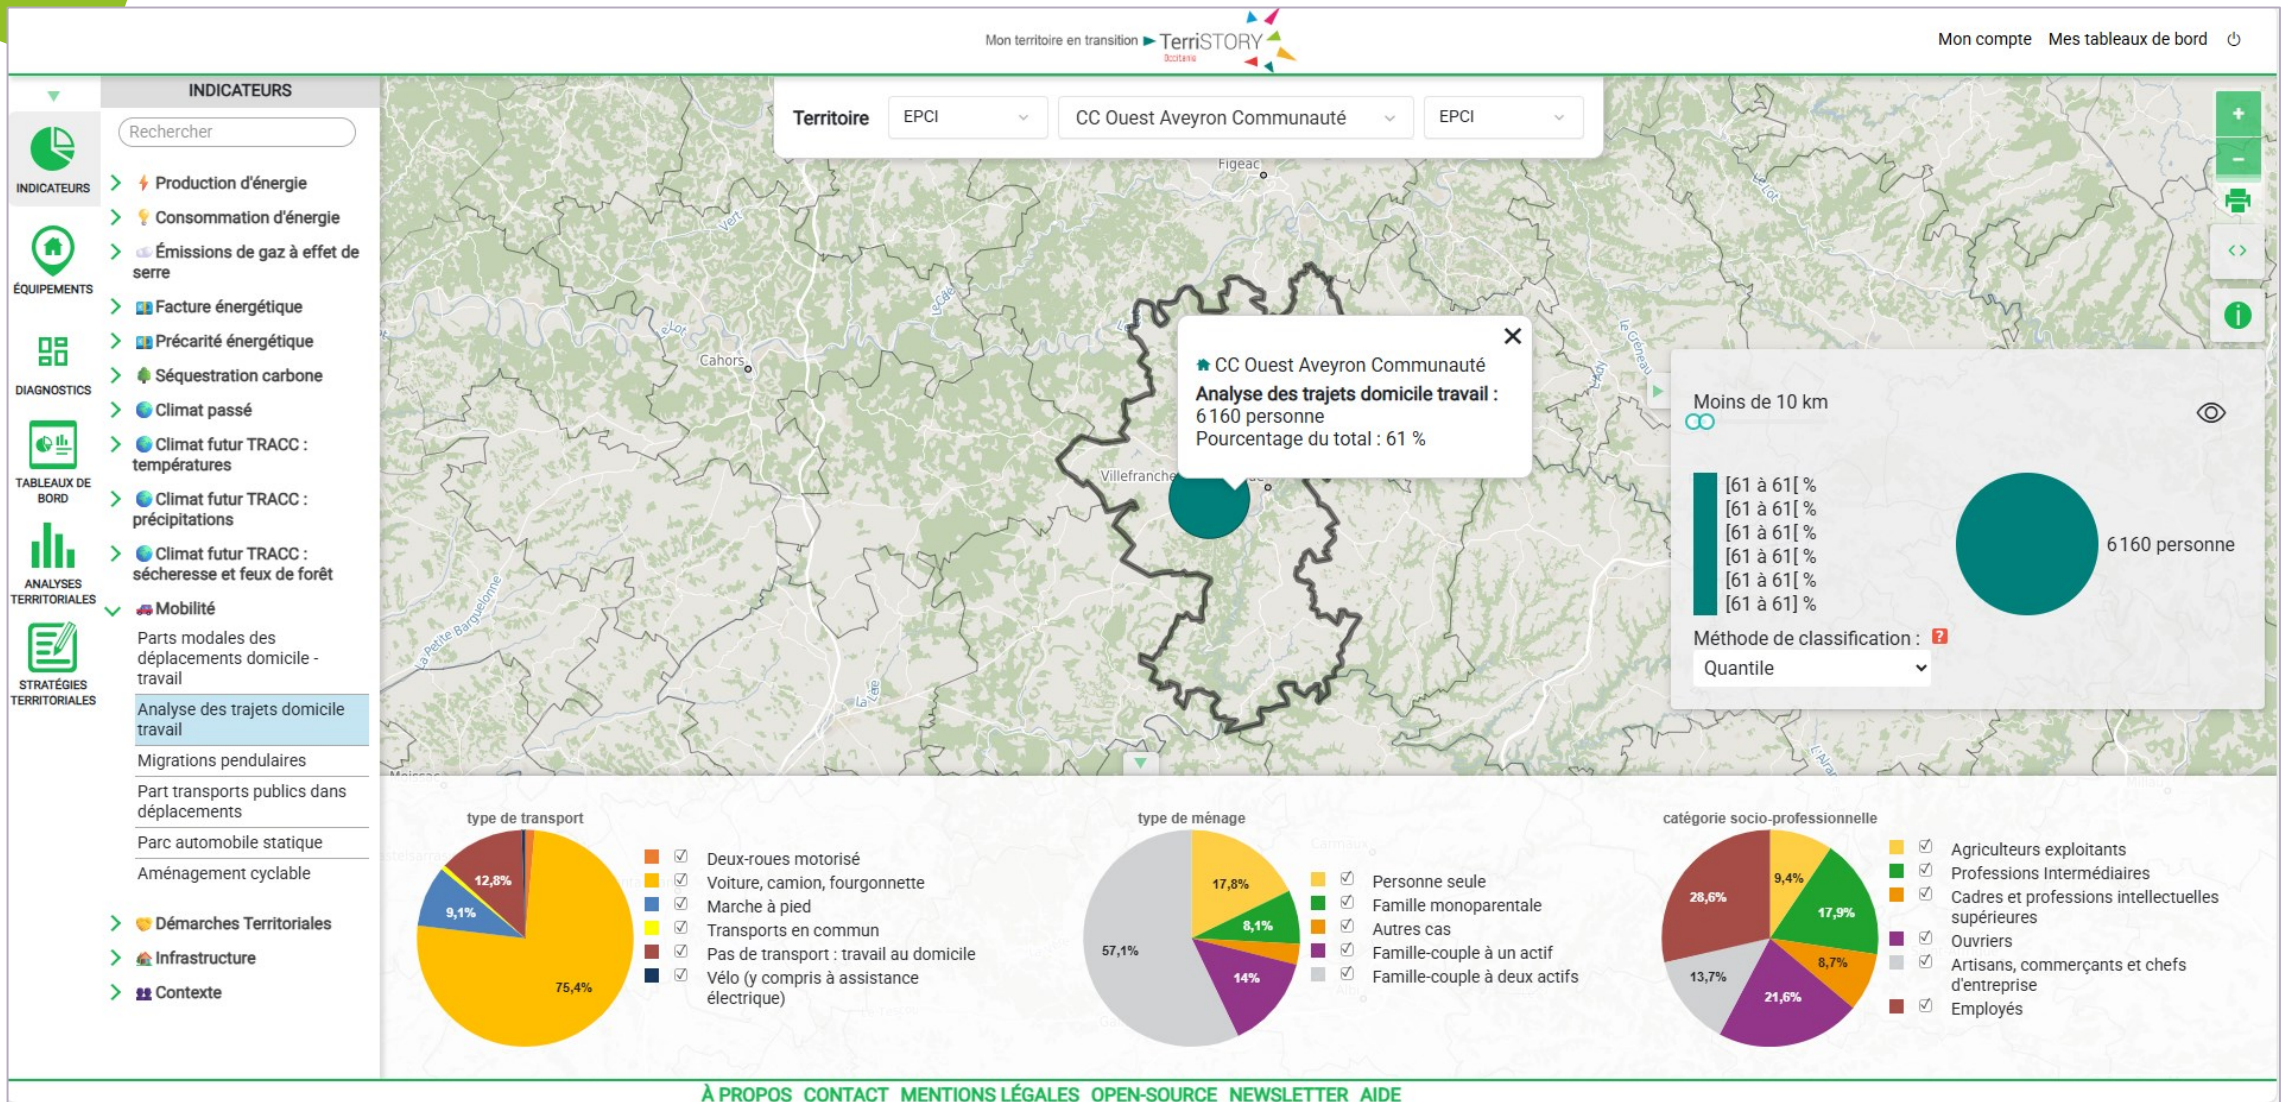 Mon territoire en transition
TerriSTORY
Occitanie
Mon compte
Mes tableaux de bord
INDICATEURS
ÉQUIPEMENTS
DIAGNOSTICS
TABLEAUX DE
BORD
ANALYSES
TERRITORIALES
STRATÉGIES
TERRITORIALES
INDICATEURS
Rechercher
Production d'énergie
Consommation d'énergie
Émissions de gaz à effet de
serre
Facture énergétique
Précarité énergétique
Séquestration carbone
Climat passé
Climat futur TRACC :
températures
Climat futur TRACC :
précipitations
Climat futur TRACC :
sécheresse et feux de forêt
Mobilité
Parts modales des
déplacements domicile -
travail
Analyse des trajets domicile
travail
Migrations pendulaires
Part transports publics dans
déplacements
Parc automobile statique
Aménagement cyclable
Démarches Territoriales
Infrastructure
Contexte
Territoire
EPCI
CC Ouest Aveyron Communauté
EPCI
Figeac
Vert
Le Lot
Cahors
Villefranche
La Petite Barguelonne
CC Ouest Aveyron Communauté
Analyse des trajets domicile travail :
6 160 personne
Pourcentage du total : 61 %
Moins de 10 km
[61 à 61[ %
[61 à 61[ %
[61 à 61[ %
[61 à 61[ %
[61 à 61[ %
[61 à 61] %
6 160 personne
Méthode de classification : ?
Quantile
type de transport
12,8%
9,1%
75,4%
Deux-roues motorisé
Voiture, camion, fourgonnette
Marche à pied
Transports en commun
Pas de transport : travail au domicile
Vélo (y compris à assistance
électrique)
type de ménage
17,8%
8,1%
57,1%
14%
Personne seule
Famille monoparentale
Autres cas
Famille-couple à un actif
Famille-couple à deux actifs
catégorie socio-professionnelle
9,4%
28,6%
17,9%
8,7%
13,7%
21,6%
Agriculteurs exploitants
Professions Intermédiaires
Cadres et professions intellectuelles
supérieures
Ouvriers
Artisans, commerçants et chefs
d'entreprise
Employés
À PROPOS CONTACT MENTIONS LÉGALES OPEN-SOURCE NEWSLETTER AIDE